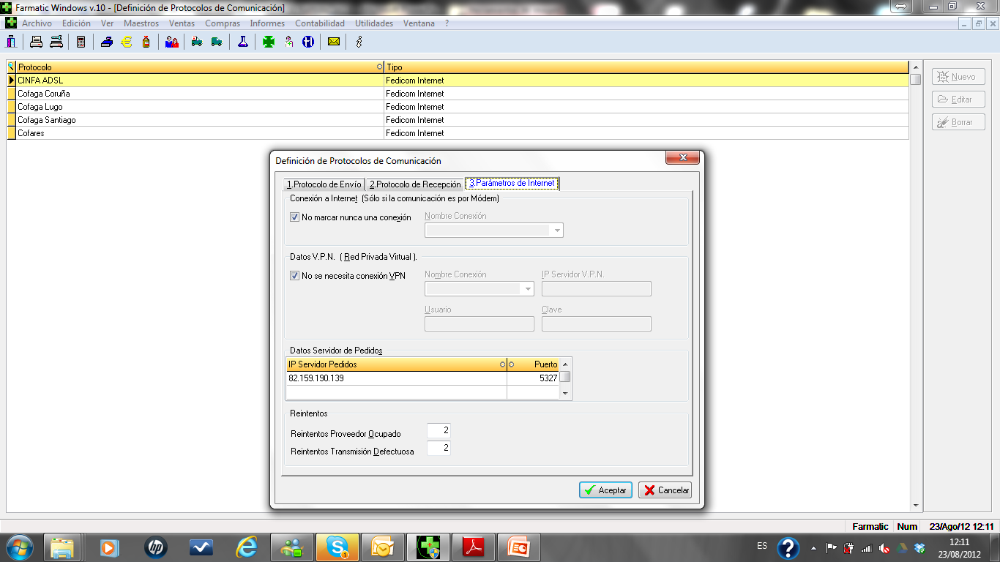 Farmatic Windows v.10 - [Definición de Protocolos de Comunicación]
Archivo Edición Ver Maestros Ventas Compras Informes Contabilidad Utilidades Ventana ?
Protocolo Tipo
CINFA ADSL Fedicom Internet
Cofaga Coruña Fedicom Internet
Cofaga Lugo Fedicom Internet
Cofaga Santiago Fedicom Internet
Cofares Fedicom Internet
Nuevo
Editar
Borrar
Definición de Protocolos de Comunicación
1.Protocolo de Envío 2.Protocolo de Recepción 3.Parámetros de Internet
Conexión a Internet (Sólo si la comunicación es por Módem)
No marcar nunca una conexión Nombre Conexión
Datos V.P.N. ( Red Privada Virtual ).
No se necesita conexión VPN Nombre Conexión IP Servidor V.P.N.
Usuario Clave
Datos Servidor de Pedidos
IP Servidor Pedidos Puerto
82.159.190.139 5327
Reintentos
Reintentos Proveedor Ocupado 2
Reintentos Transmisión Defectuosa 2
Aceptar Cancelar
Farmatic Num 23/Ago/12 12:11
ES 12:11
23/08/2012